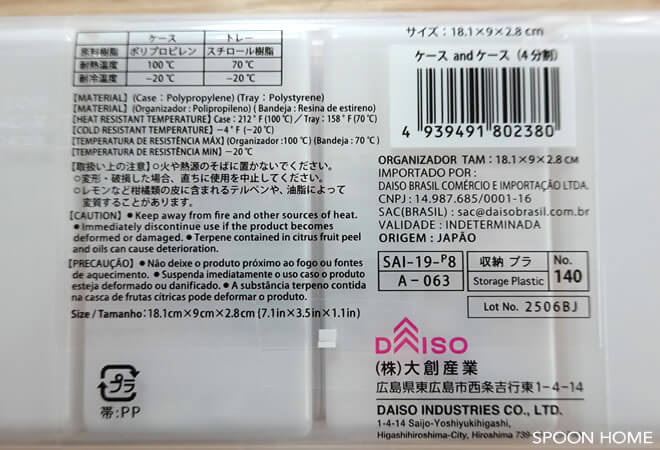 ケース トレー
原料樹脂 ポリプロピレン スチロール樹脂
耐熱温度 100℃ 70℃
耐冷温度 −20℃ −20℃
【MATERIAL】(Case：Polypropylene) (Tray：Polystyrene)
【MATERIAL】(Organizador：Polipropileno) ( Bandeja：Resina de estireno)
【HEAT RESISTANT TEMPERATURE】Case：212˚F (100℃) ／Tray：158˚F (70℃)
【COLD RESISTANT TEMPERATURE】−4˚F (−20℃)
【TEMPERATURA DE RESISTÊNCIA MÁX】(Organizador :100℃) (Bandeja : 70℃)
【TEMPERATURA DE RESISTÊNCIA MIN】−20℃
【取扱い上の注意】○火や熱源のそばに置かないでください。
○変形・破損した場合、直ちに使用を中止してください。
○レモンなど柑橘類の皮に含まれるテルペンや、油脂によって
変質することがあります。
【CAUTION】● Keep away from fire and other sources of heat.
● Immediately discontinue use if the product becomes
deformed or damaged. ● Terpene contained in citrus fruit peel
and oils can cause deterioration.
【PRECAUÇÃO】● Não deixe o produto próximo ao fogo ou fontes
de aquecimento. ● Suspenda imediatamente o uso caso o produto
esteja deformado ou danificado. ● A substância terpeno contida
na casca de frutas cítricas pode deformar o produto.
Size / Tamanho : 18.1cm×9cm×2.8cm (7.1in×3.5in×1.1in)
プラ
帯:PP
サイズ：18.1×9×2.8 cm
ケース and ケース（4分割）
4 939491 802380
ORGANIZADOR TAM : 18.1×9×2.8 CM
IMPORTADO POR :
DAISO BRASIL COMÉRCIO E IMPORTAÇÃO LTDA.
CNPJ : 14.987.685/0001-16
SAC(BRASIL) : sac@daisobrasil.com.br
VALIDADE : INDETERMINADA
ORIGEM : JAPÃO
SAI-19-P8 収納 プラ No.
A-063 Storage Plastic 140
Lot No. 2506BJ
DAISO
(株)大創産業
広島県東広島市西条吉行東1-4-14
DAISO INDUSTRIES CO., LTD.
1-4-14 Saijo-Yoshiyukihigashi,
Higashihiroshima-City, Hiroshima 739-
SPOON HOME